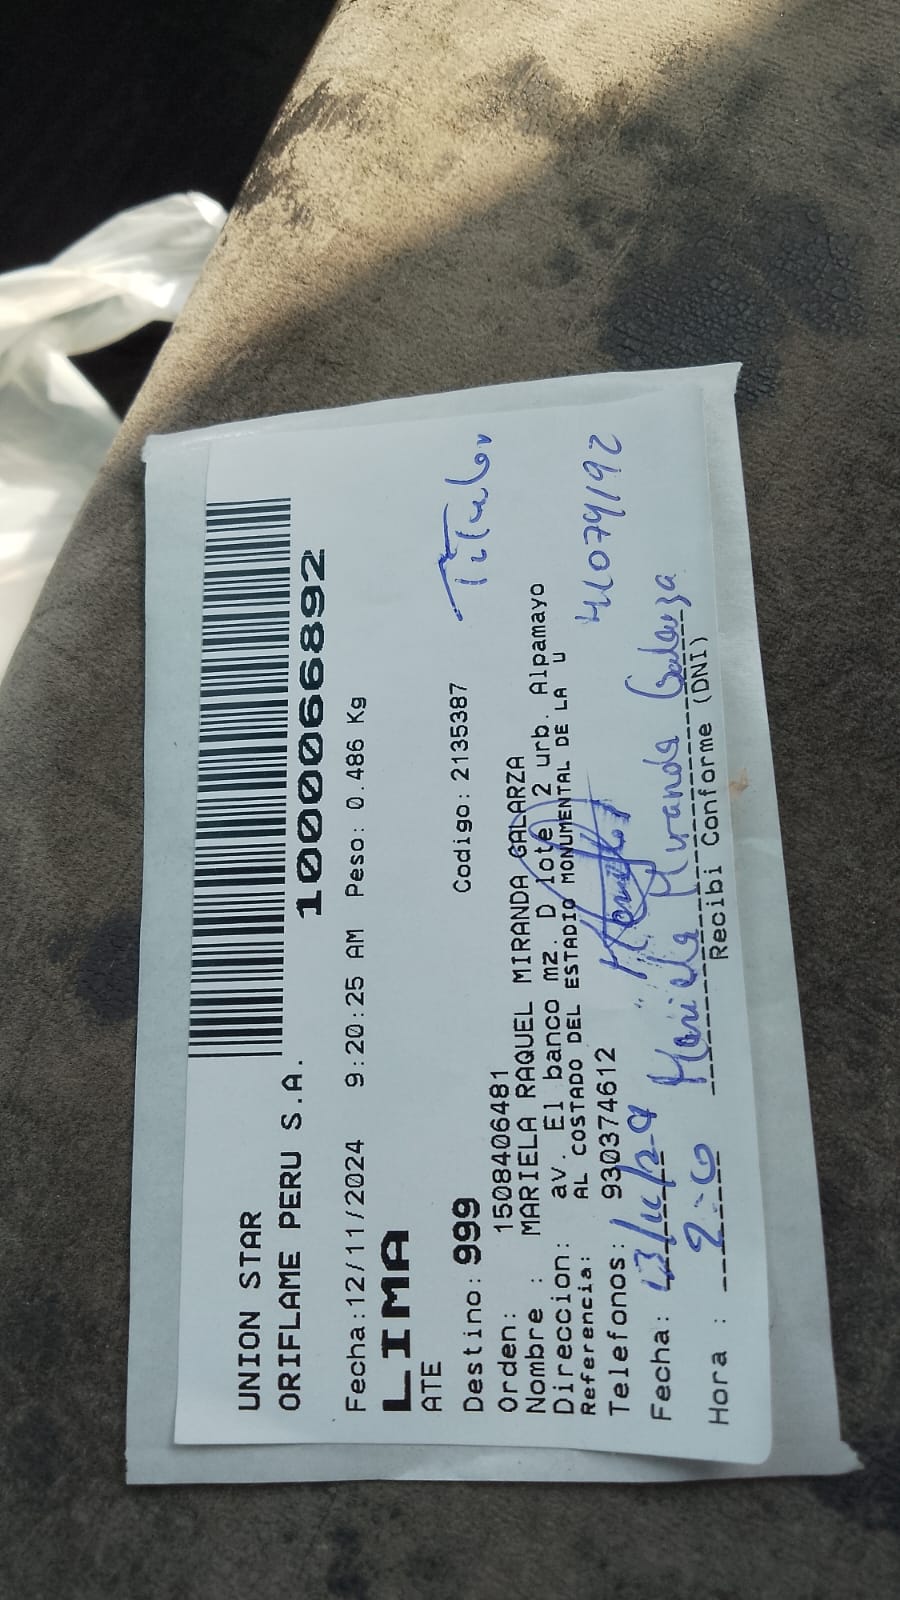 UNION STAR
ORIFLAME PERU S.A.
1000066892
Fecha:12/11/2024 9:20:25 AM Peso: 0.486 Kg
LIMA
ATE
Destino: 999 Codigo: 2135387
Titular
Orden: 1508406481
Nombre : MARIELA RAQUEL MIRANDA GALARZA
Direccion: av. El banco mz. D lote 2 urb. Alpamayo
Referencia: AL COSTADO DEL ESTADIO MONUMENTAL DE LA U
Telefonos: 930374612
41079192
Fecha: Mariela Miranda Galarza
Hora : Recibi Conforme (DNI)